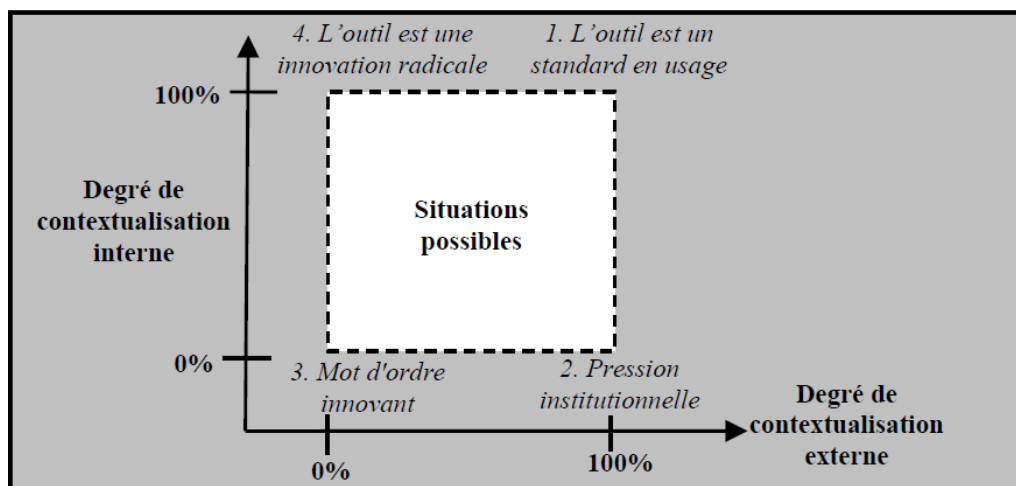 4. L'outil est une
innovation radicale
1. L'outil est un
standard en usage
100%
Degré de
contextualisation
interne
Situations
possibles
0%
3. Mot d'ordre
innovant
2. Pression
institutionnelle
Degré de
contextualisation
externe
0%
100%